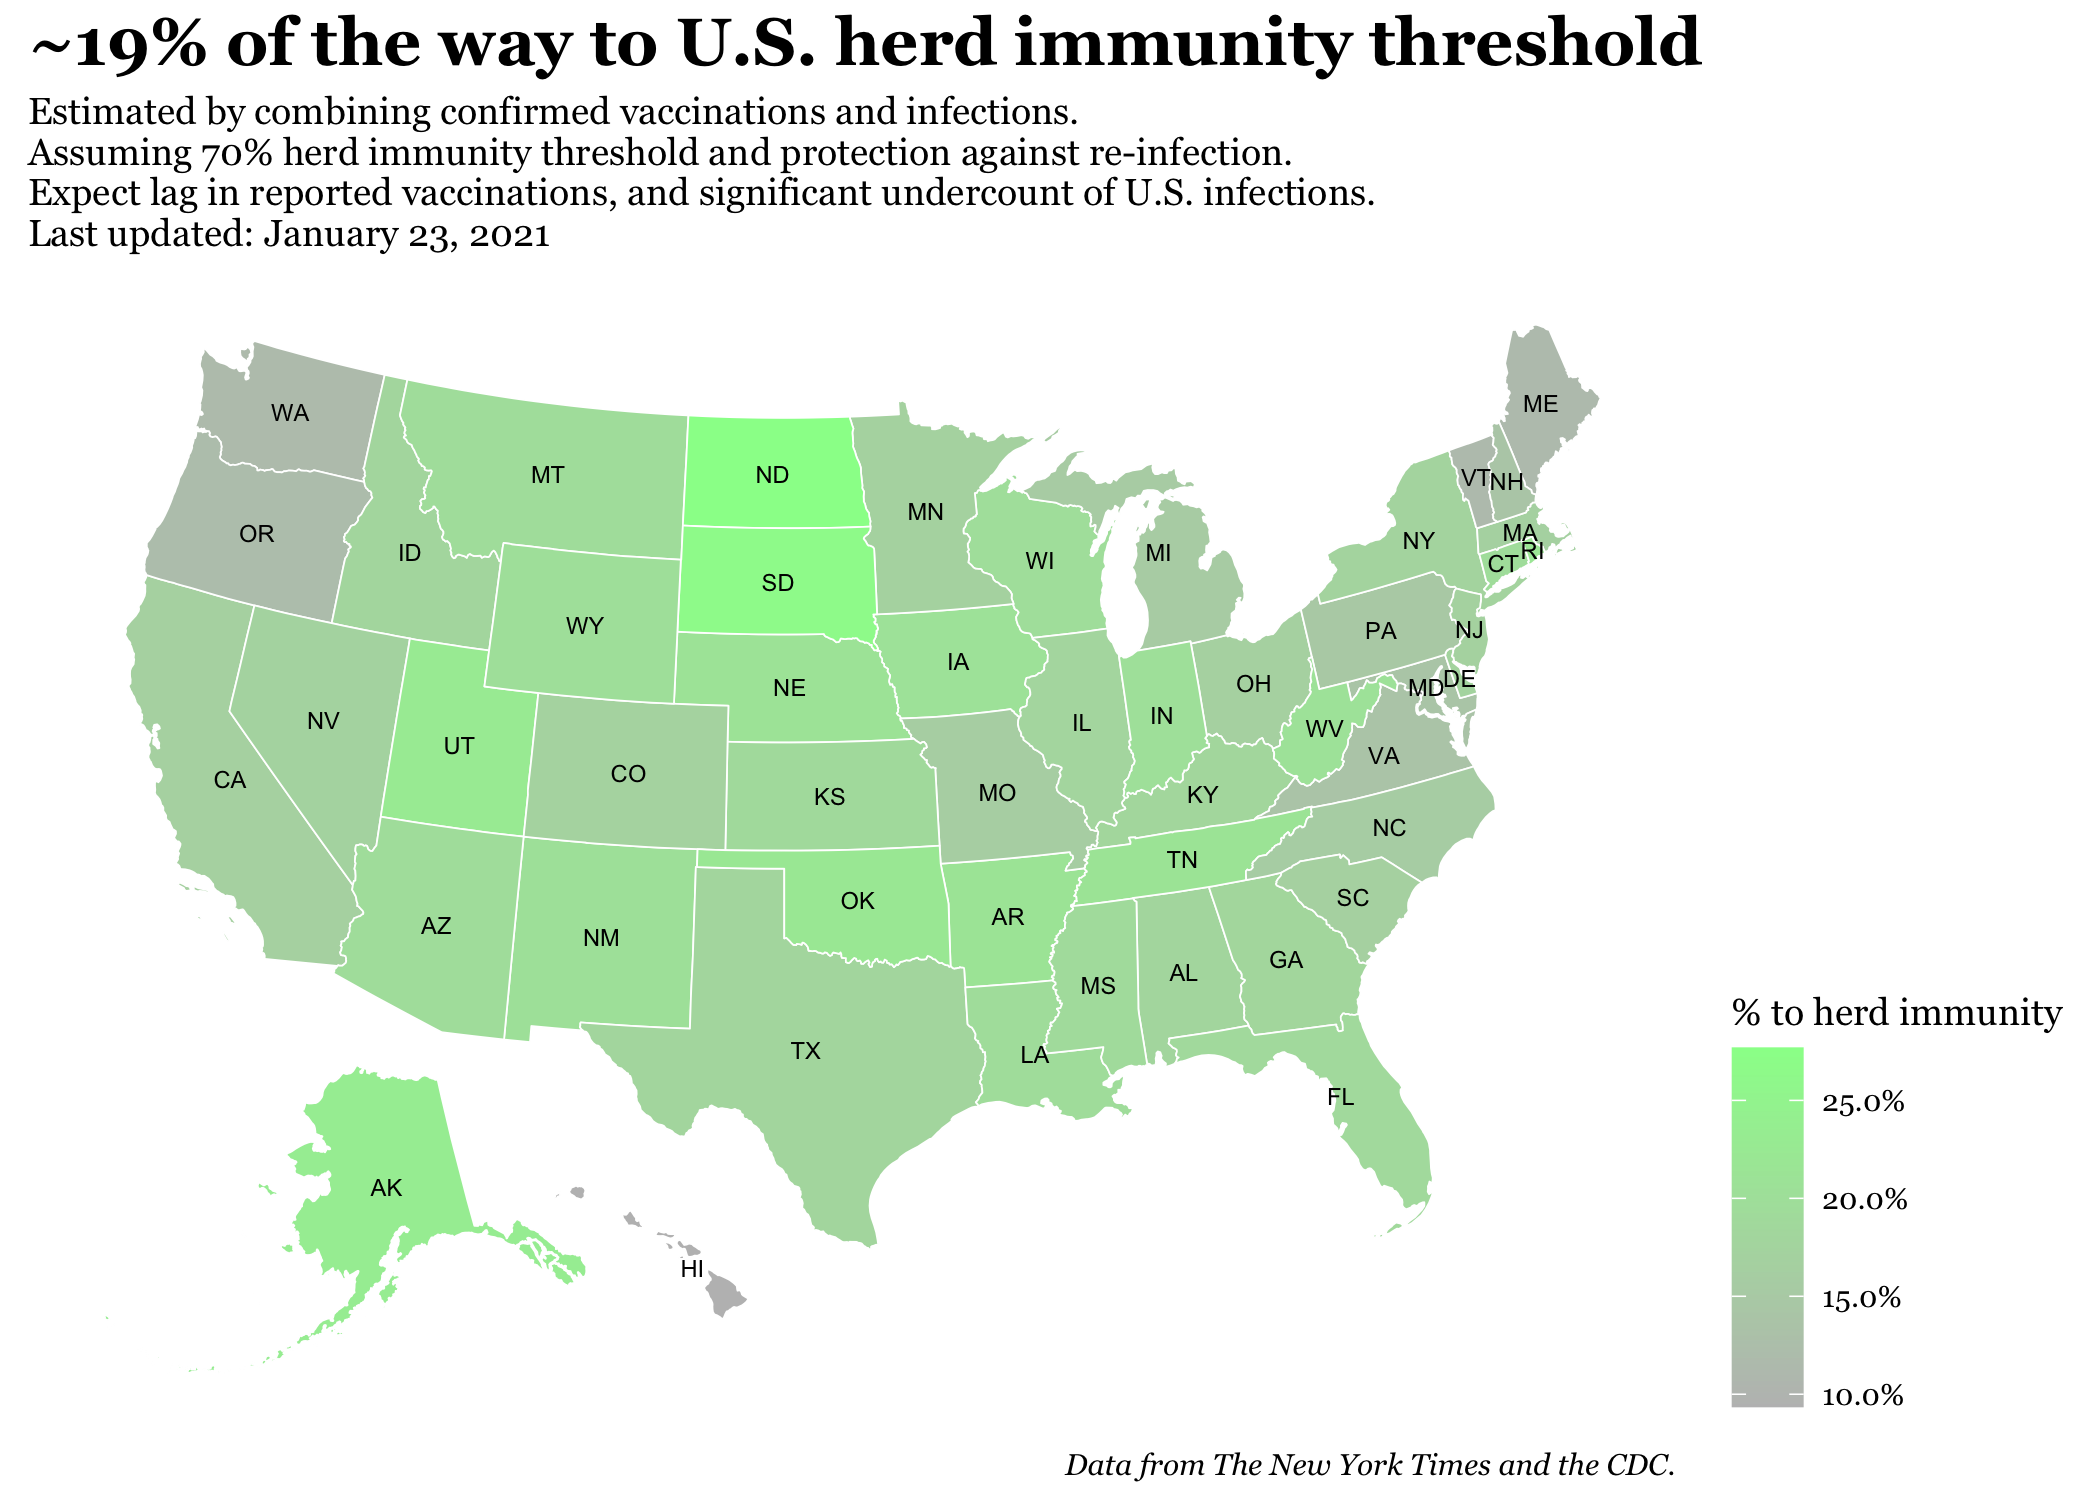 ~19% of the way to U.S. herd immunity threshold
Estimated by combining confirmed vaccinations and infections.
Assuming 70% herd immunity threshold and protection against re-infection.
Expect lag in reported vaccinations, and significant undercount of U.S. infections.
Last updated: January 23, 2021
WA
ME
MT
ND
VT
NH
OR
MN
ID
NY
MA
WI
MI
RI
CT
SD
WY
PA
NJ
IA
NE
OH
MD
DE
NV
IL
IN
WV
UT
VA
CO
CA
KS
MO
KY
NC
TN
OK
SC
AR
AZ
NM
GA
AL
MS
TX
LA
FL
AK
HI
% to herd immunity
25.0%
20.0%
15.0%
10.0%
Data from The New York Times and the CDC.